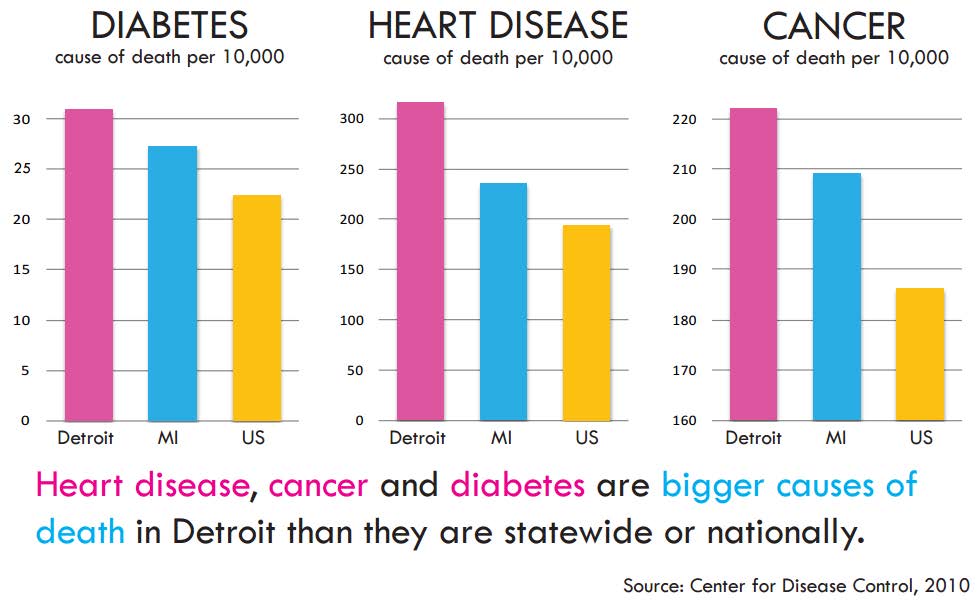 DIABETES
cause of death per 10,000
30
25
20
15
10
5
0
Detroit MI US
HEART DISEASE
cause of death per 10,000
300
250
200
150
100
50
0
Detroit MI US
CANCER
cause of death per 10,000
220
210
200
190
180
170
160
Detroit MI US
Heart disease, cancer and diabetes are bigger causes of
death in Detroit than they are statewide or nationally.
Source: Center for Disease Control, 2010